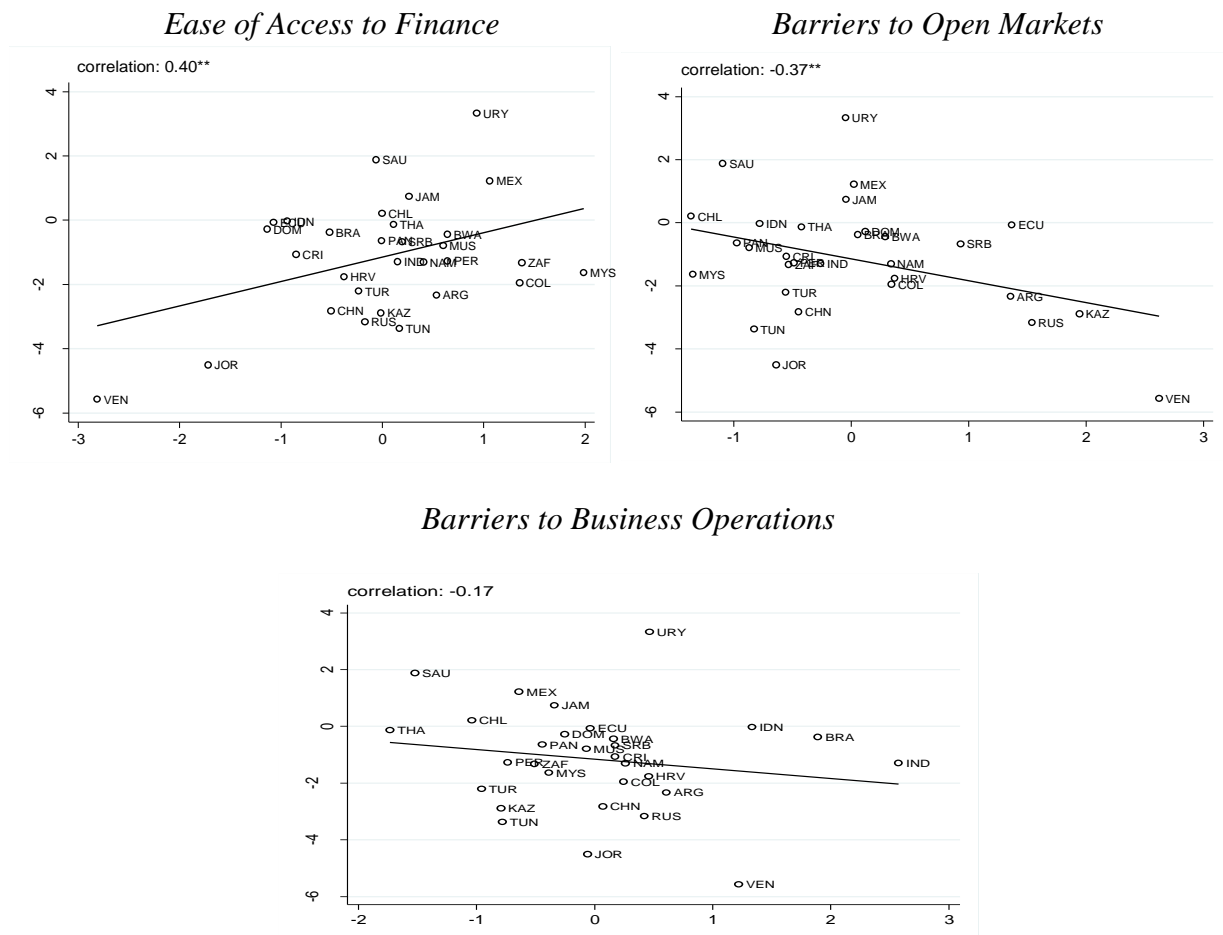 Ease of Access to Finance
correlation: 0.40**
4
URY
2
SAU
MEX
JAM
CHL
0
ECU IDN
THA
DOM
BRA
BWA
PAN SRB
MUS
CRI
IND NAM PER
ZAF
MYS
HRV
COL
-2
TUR
ARG
CHN
KAZ
RUS
TUN
-4
JOR
VEN
-6
-3 -2 -1 0 1 2
Barriers to Open Markets
correlation: -0.37**
4
URY
2
SAU
MEX
JAM
CHL
0
IDN
THA
ECU
DOM
BRA BWA
PAN
SRB
MUS
CRI
ZAF PER IND
NAM
MYS
HRV
COL
-2
TUR
ARG
CHN
KAZ
RUS
TUN
-4
JOR
VEN
-6
-1 0 1 2 3
Barriers to Business Operations
correlation: -0.17
4
URY
2
SAU
MEX
JAM
CHL
0
THA
ECU
IDN
DOM
BRA
BWA
PAN
SRB
MUS
CRI
PER ZAF
NAM
IND
MYS
HRV
COL
-2
TUR
ARG
KAZ
CHN
RUS
TUN
-4
JOR
VEN
-6
-2 -1 0 1 2 3